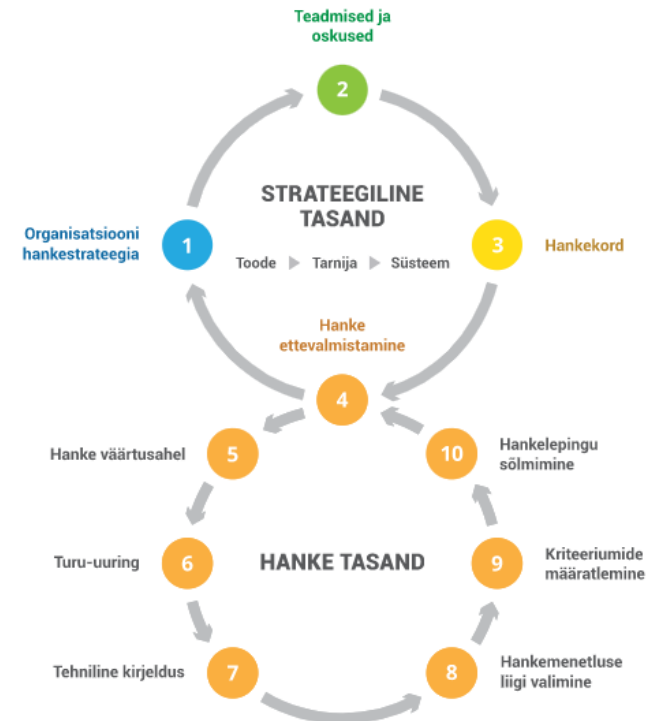 Teadmised ja
oskused
2
STRATEEGILINE
TASAND
Organisatsiooni
hankestrateegia
1
Toode
Tarnija
Süsteem
3
Hankekord
Hanke
ettevalmistamine
4
Hanke väärtusahel
5
10
Hankelepingu
sõlmimine
Turu-uuring
6
HANKE TASAND
9
Kriteeriumide
määratlemine
Tehniline kirjeldus
7
8
Hankemenetluse
liigi valimine